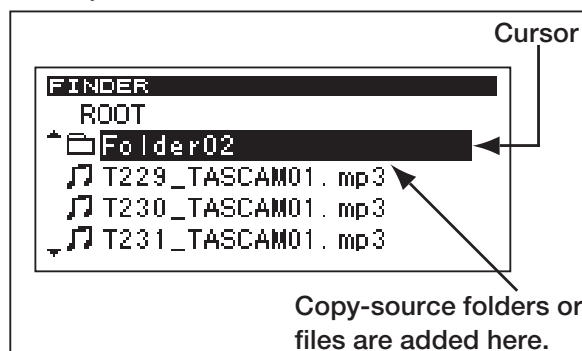 Cursor
FINDER
ROOT
Folder02
T229_TASCAM01.mp3
T230_TASCAM01.mp3
T231_TASCAM01.mp3
Copy-source folders or
files are added here.